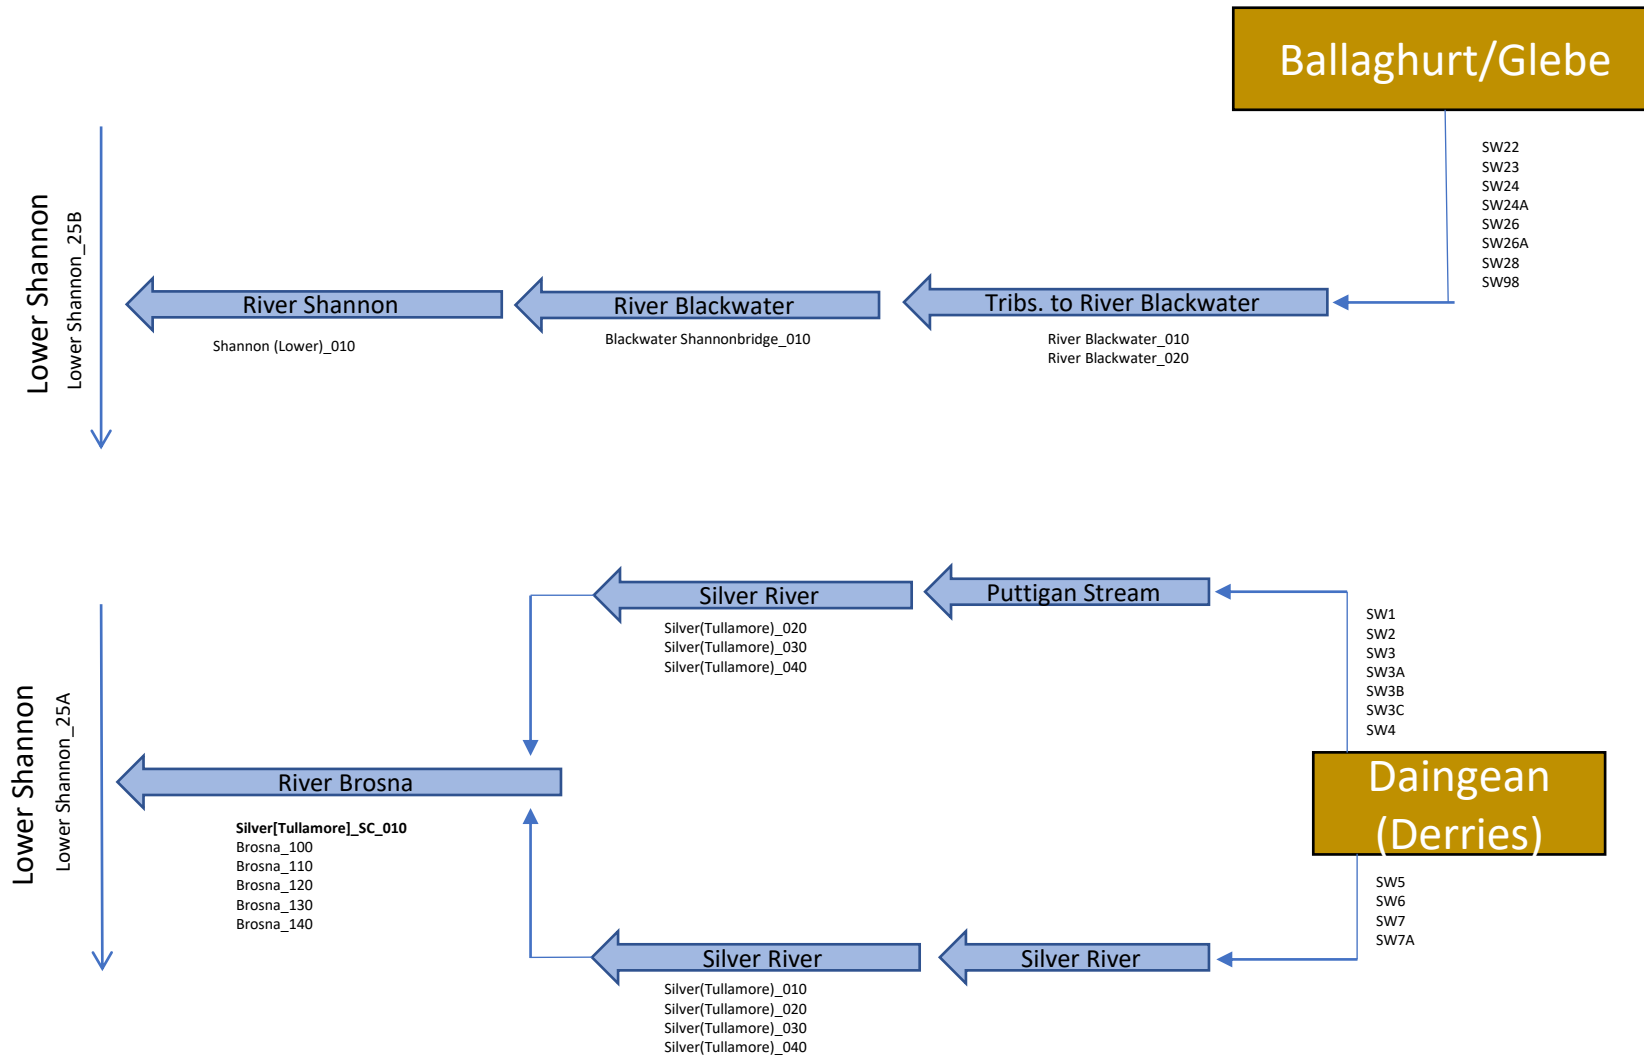 Ballaghurt/Glebe
SW22
SW23
SW24
SW24A
SW26
SW26A
SW28
SW98
Lower Shannon
Lower Shannon_25B
River Shannon
Shannon (Lower)_010
River Blackwater
Blackwater Shannonbridge_010
Tribs. to River Blackwater
River Blackwater_010
River Blackwater_020
Lower Shannon
Lower Shannon_25A
Silver River
Silver(Tullamore)_020
Silver(Tullamore)_030
Silver(Tullamore)_040
Puttigan Stream
SW1
SW2
SW3
SW3A
SW3B
SW3C
SW4
River Brosna
Silver[Tullamore]_SC_010
Brosna_100
Brosna_110
Brosna_120
Brosna_130
Brosna_140
Daingean
(Derries)
SW5
SW6
SW7
SW7A
Silver River
Silver(Tullamore)_010
Silver(Tullamore)_020
Silver(Tullamore)_030
Silver(Tullamore)_040
Silver River